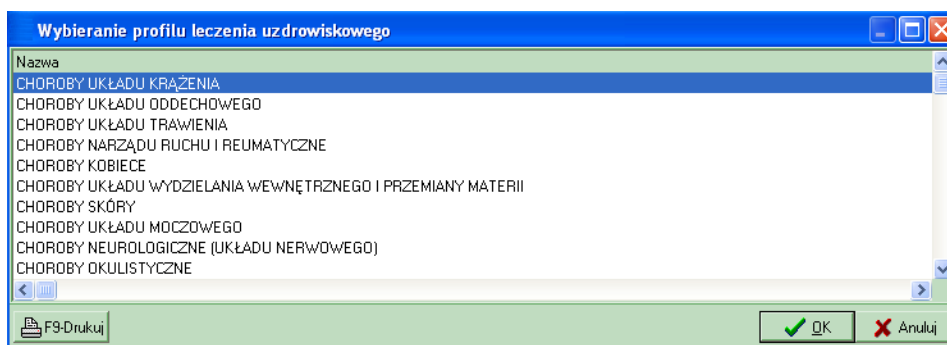 Wybieranie profilu leczenia uzdrowiskowego
Nazwa
CHOROBY UKŁADU KRĄŻENIA
CHOROBY UKŁADU ODDECHOWEGO
CHOROBY UKŁADU TRAWIENIA
CHOROBY NARZĄDU RUCHU I REUMATYCZNE
CHOROBY KOBIECE
CHOROBY UKŁADU WYDZIELANIA WEWNĘTRZNEGO I PRZEMIANY MATERII
CHOROBY SKÓRY
CHOROBY UKŁADU MOCZOWEGO
CHOROBY NEUROLOGICZNE (UKŁADU NERWOWEGO)
CHOROBY OKULISTYCZNE
F9-Drukuj OK Anuluj